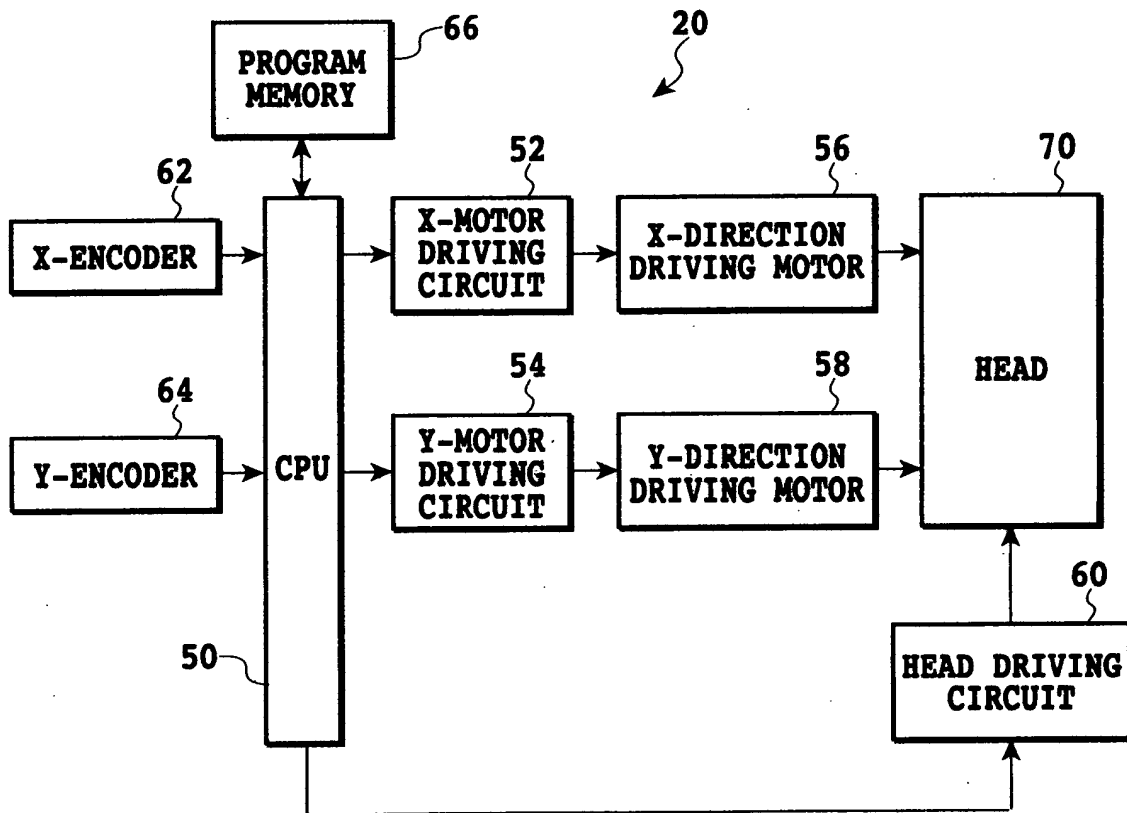 66
20
PROGRAM
MEMORY
62
52
56
70
X-ENCODER
X-MOTOR
DRIVING
CIRCUIT
X-DIRECTION
DRIVING MOTOR
HEAD
64
54
58
Y-ENCODER
CPU
Y-MOTOR
DRIVING
CIRCUIT
Y-DIRECTION
DRIVING MOTOR
60
50
HEAD DRIVING
CIRCUIT